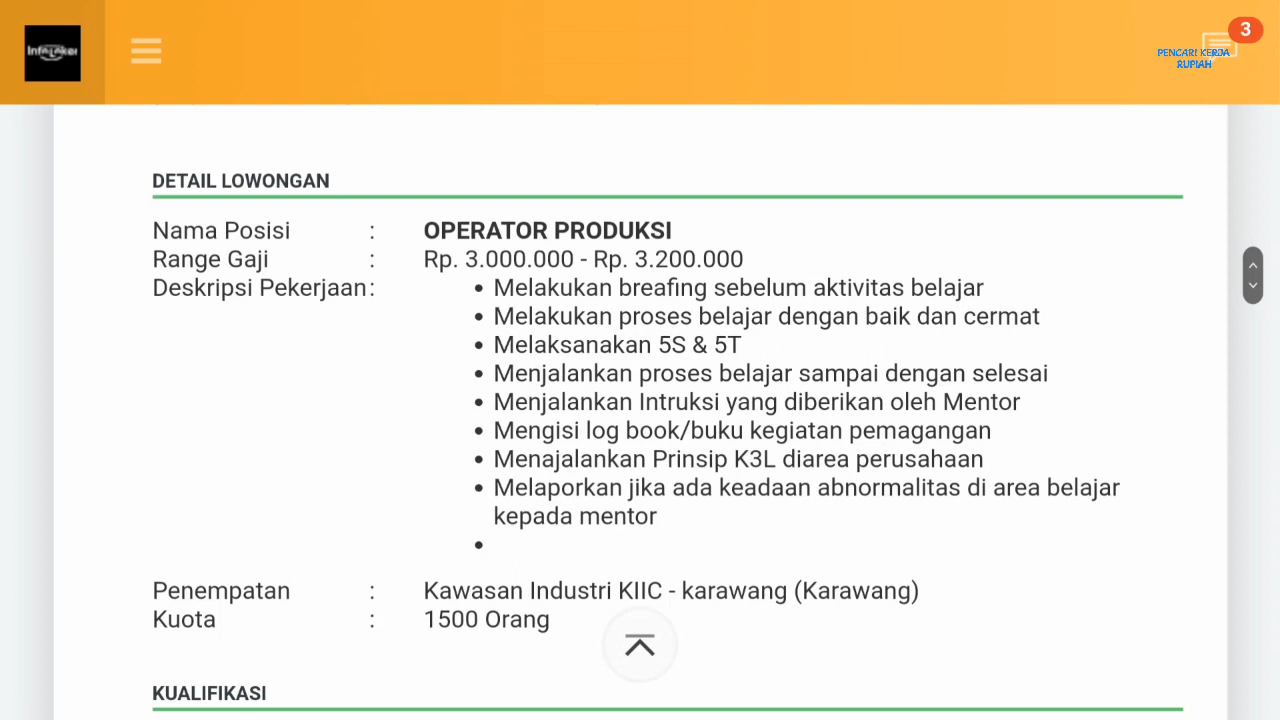 InfoLoker
3
PENCARI KERJA
RUPIAH
DETAIL LOWONGAN
Nama Posisi : OPERATOR PRODUKSI
Range Gaji : Rp. 3.000.000 - Rp. 3.200.000
Deskripsi Pekerjaan : • Melakukan breafing sebelum aktivitas belajar
• Melakukan proses belajar dengan baik dan cermat
• Melaksanakan 5S & 5T
• Menjalankan proses belajar sampai dengan selesai
• Menjalankan Intruksi yang diberikan oleh Mentor
• Mengisi log book/buku kegiatan pemagangan
• Menajalankan Prinsip K3L diarea perusahaan
• Melaporkan jika ada keadaan abnormalitas di area belajar
kepada mentor
•
Penempatan : Kawasan Industri KIIC - karawang (Karawang)
Kuota : 1500 Orang
KUALIFIKASI